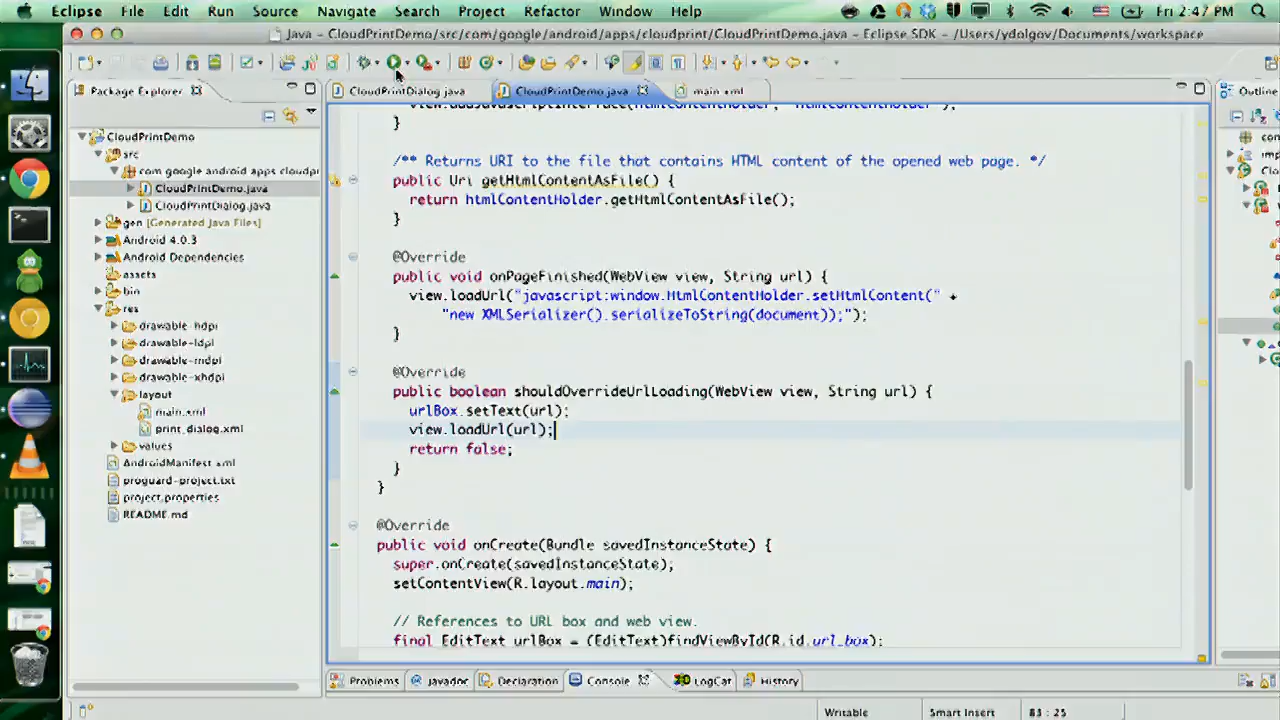 Eclipse File Edit Run Source Navigate Search Project Refactor Window Help Fri 2:47 PM
Java – CloudPrintDemo/src/com/google/android/apps/cloudprint/CloudPrintDemo.java – Eclipse SDK – /Users/ydolgov/Documents/workspace
Package Explorer
CloudPrintDialog.java CloudPrintDemo.java main.xml
Outline
CloudPrintDemo
src
com google android apps cloudpr
CloudPrintDemo.java
CloudPrintDialog.java
gen [Generated Java Files]
Android 4.0.3
Android Dependencies
assets
bin
res
drawable-hdpi
drawable-ldpi
drawable-mdpi
drawable-xhdpi
layout
main.xml
print_dialog.xml
values
AndroidManifest.xml
proguard-project.txt
project.properties
README.md
view.addJavascriptInterface(htmlContentHolder, "HtmlContentHolder");
}
/** Returns URI to the file that contains HTML content of the opened web page. */
public Uri getHtmlContentAsFile() {
return htmlContentHolder.getHtmlContentAsFile();
}
@Override
public void onPageFinished(WebView view, String url) {
view.loadUrl("javascript:window.HtmlContentHolder.setHtmlContent(" +
"new XMLSerializer().serializeToString(document));");
}
@Override
public boolean shouldOverrideUrlLoading(WebView view, String url) {
urlBox.setText(url);
view.loadUrl(url);
return false;
}
}
@Override
public void onCreate(Bundle savedInstanceState) {
super.onCreate(savedInstanceState);
setContentView(R.layout.main);
// References to URL box and web view.
final EditText urlBox = (EditText)findViewById(R.id.url_box);
Problems Javadoc Declaration Console LogCat History
Writable Smart Insert 83 : 25